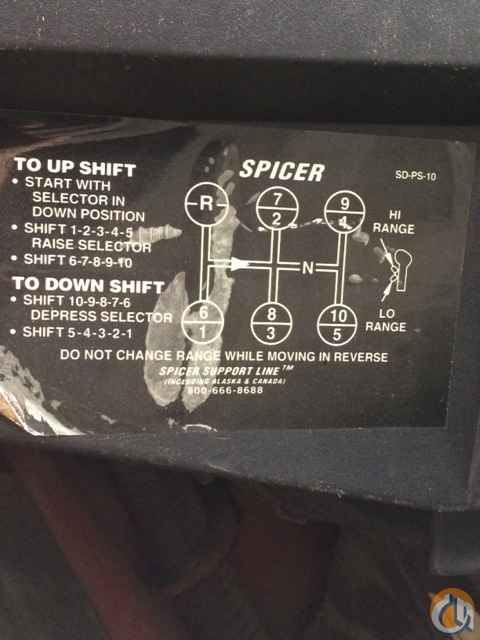 SPICER
SD-PS-10
TO UP SHIFT
• START WITH
SELECTOR IN
DOWN POSITION
• SHIFT 1-2-3-4-5
RAISE SELECTOR
• SHIFT 6-7-8-9-10
TO DOWN SHIFT
• SHIFT 10-9-8-7-6
DEPRESS SELECTOR
• SHIFT 5-4-3-2-1
R
7
2
9
4
N
6
1
8
3
10
5
HI
RANGE
LO
RANGE
DO NOT CHANGE RANGE WHILE MOVING IN REVERSE
SPICER SUPPORT LINE™
(INCLUDING ALASKA & CANADA)
800-666-8688